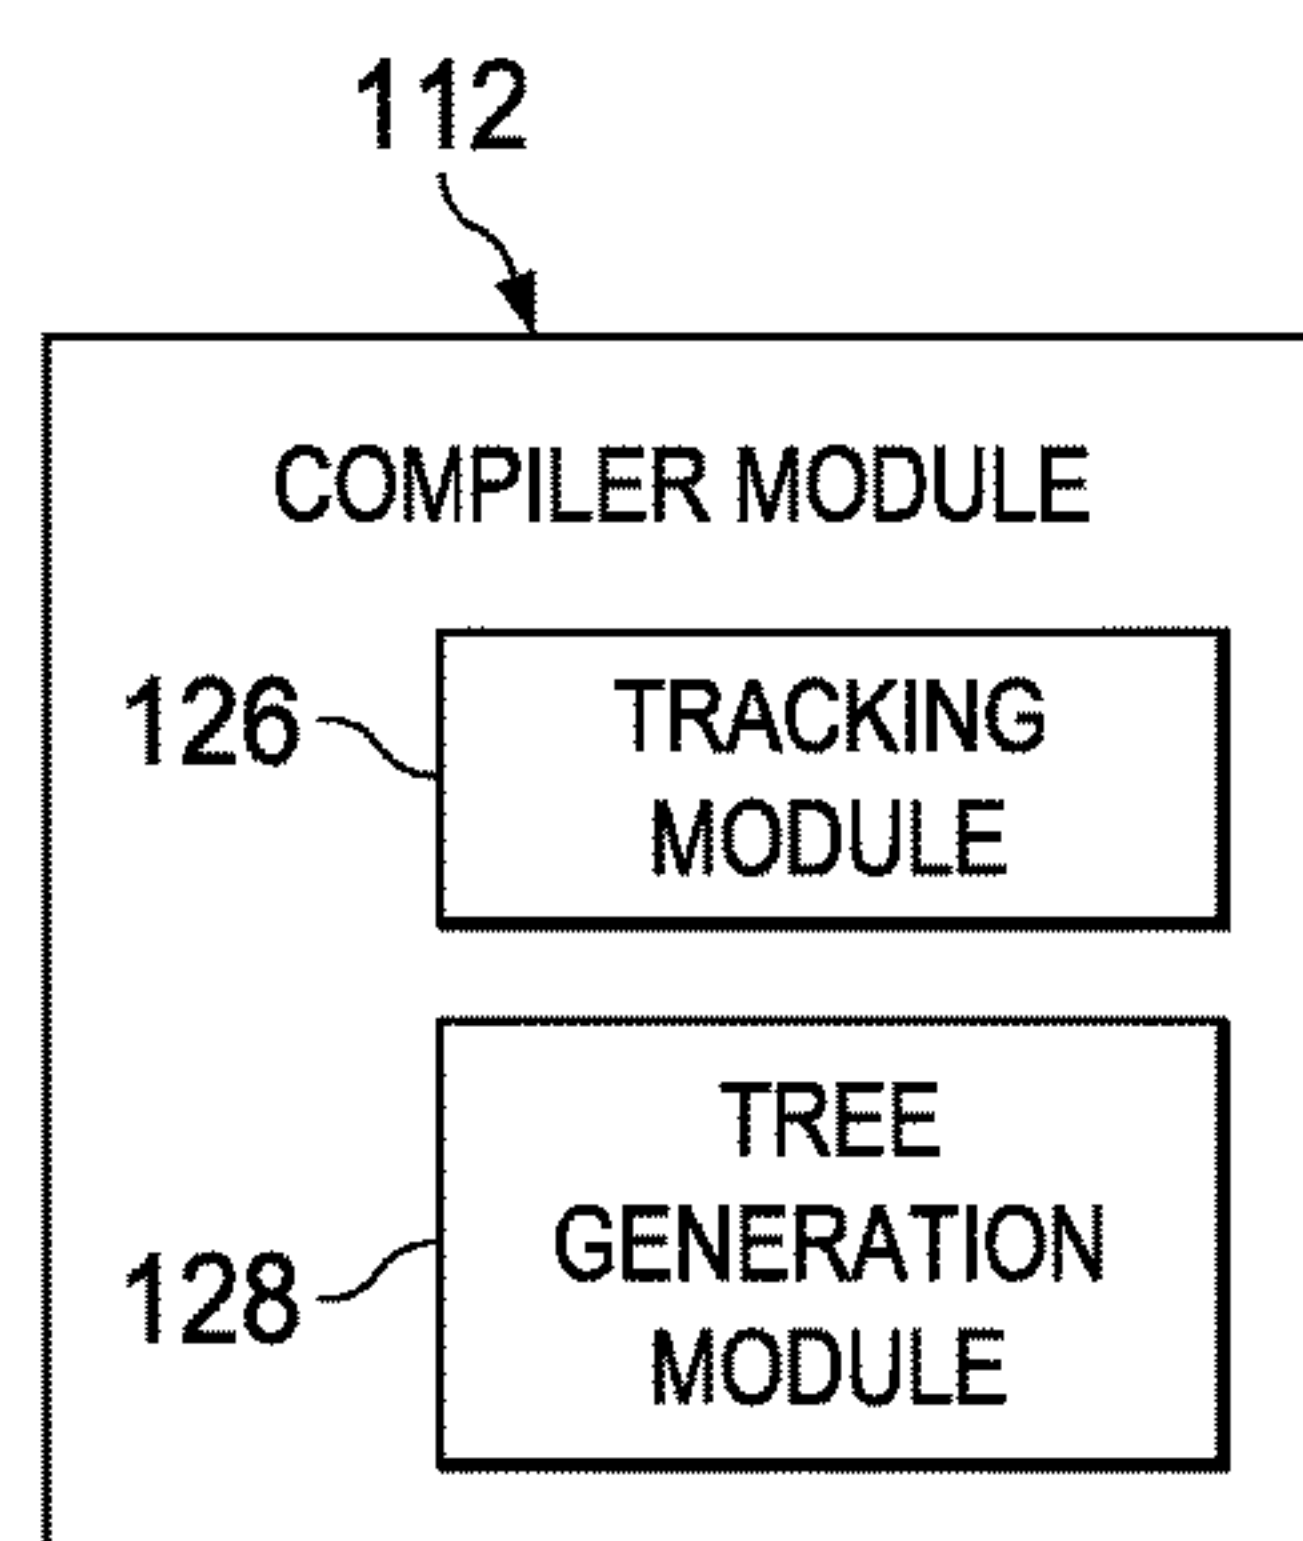 112
COMPILER MODULE
126
TRACKING
MODULE
128
TREE
GENERATION
MODULE